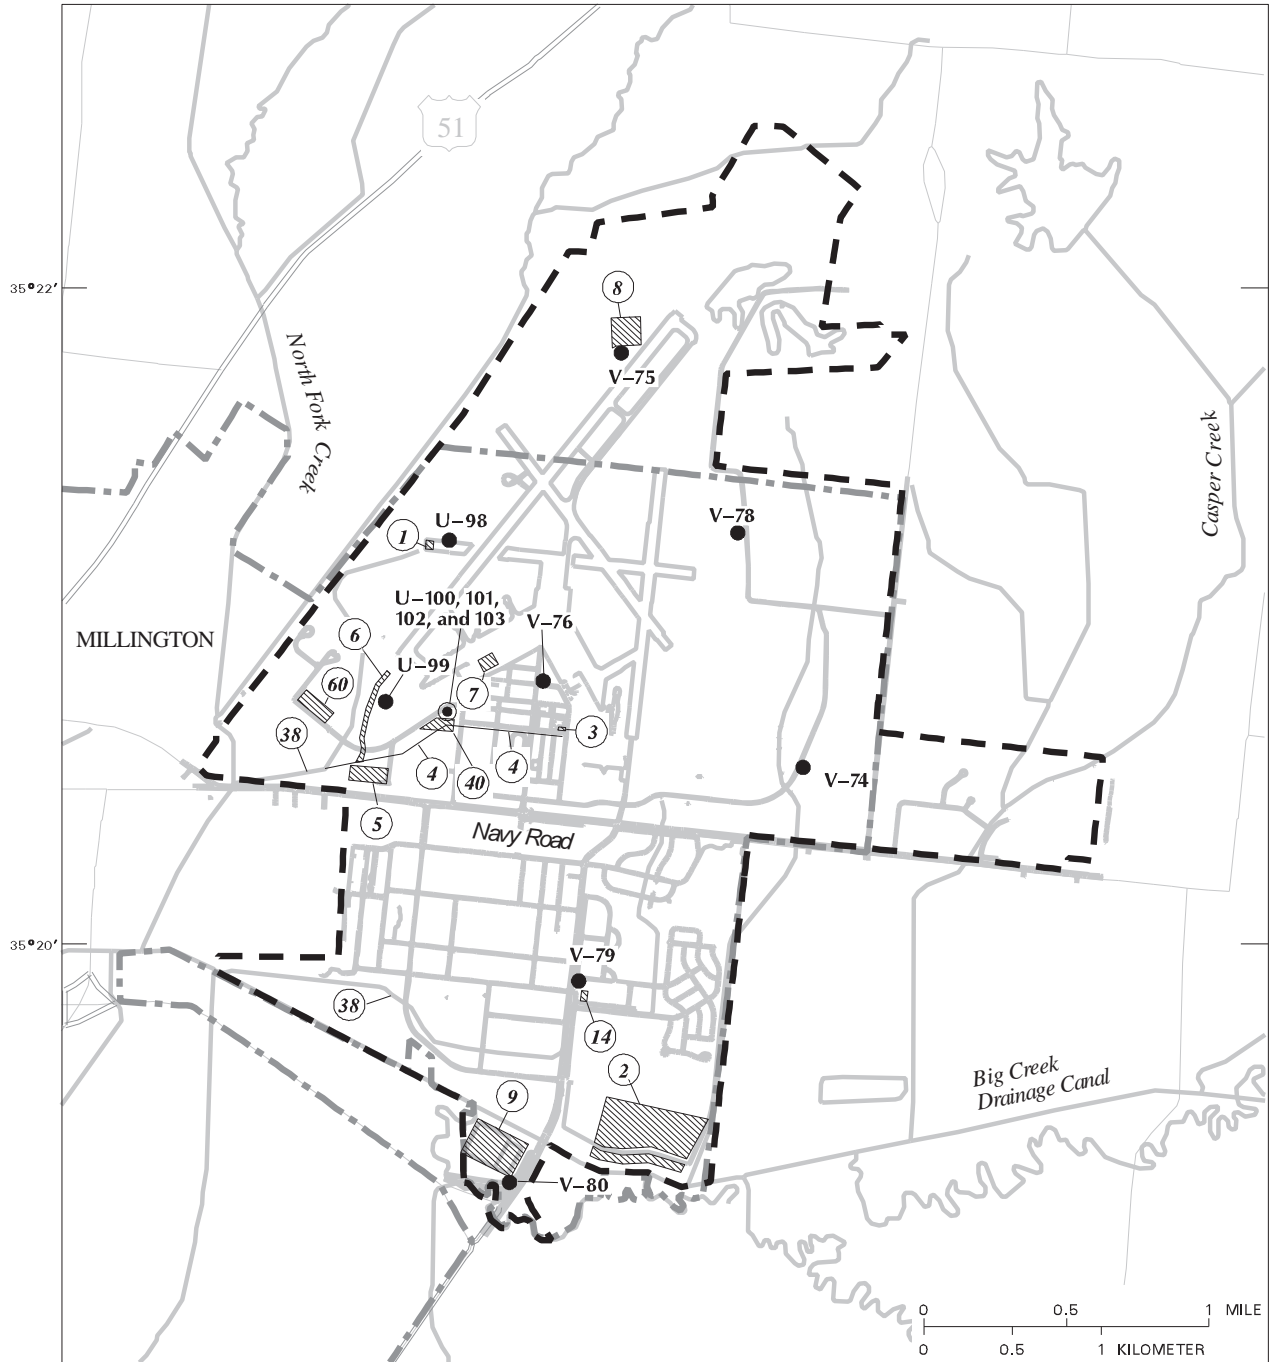 51
35°22'
8
V-75
North Fork Creek
Casper Creek
V-78
1
U-98
U-100, 101,
102, and 103
V-76
6
MILLINGTON
U-99
7
60
38
3
4
40
4
V-74
5
Navy Road
35°20'
V-79
38
14
2
Big Creek
Drainage Canal
9
V-80
0 0.5 1 MILE
0 0.5 1 KILOMETER